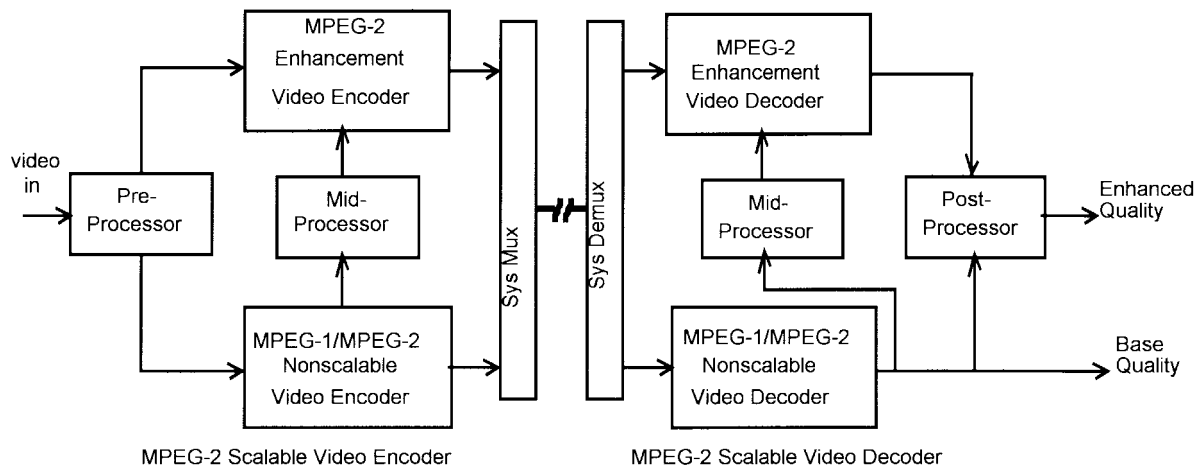 MPEG-2
Enhancement
Video Encoder
MPEG-2
Enhancement
Video Decoder
video
in
Pre-
Processor
Mid-
Processor
Sys Mux
Sys Demux
Mid-
Processor
Post-
Processor
Enhanced
Quality
MPEG-1/MPEG-2
Nonscalable
Video Encoder
MPEG-1/MPEG-2
Nonscalable
Video Decoder
Base
Quality
MPEG-2 Scalable Video Encoder
MPEG-2 Scalable Video Decoder